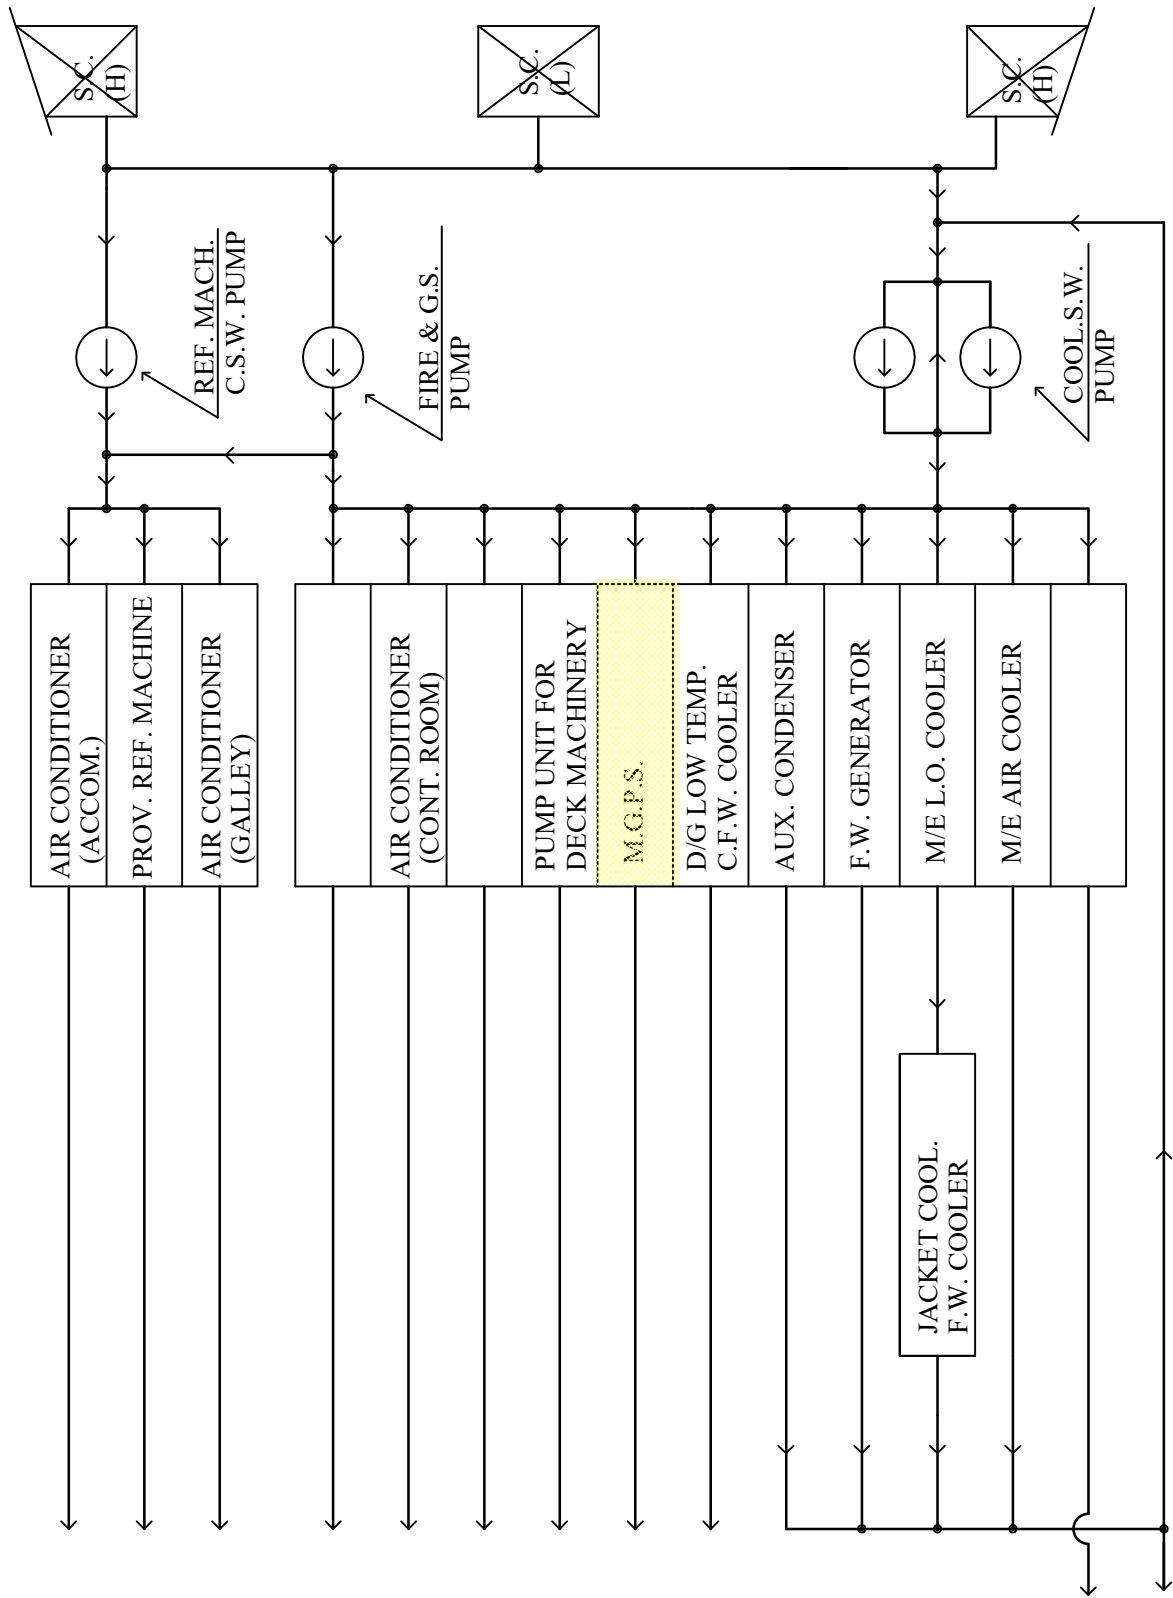 S.C.
(H)
S.C.
(L)
S.C.
(H)
REF. MACH.
C.S.W. PUMP
FIRE & G.S.
PUMP
COOL.S.W.
PUMP
AIR CONDITIONER
(ACCOM.)
PROV. REF. MACHINE
AIR CONDITIONER
(GALLEY)
AIR CONDITIONER
(CONT. ROOM)
PUMP UNIT FOR
DECK MACHINERY
M.G.P.S.
D/G LOW TEMP.
C.F.W. COOLER
AUX. CONDENSER
F.W. GENERATOR
M/E L.O. COOLER
M/E AIR COOLER
JACKET COOL.
F.W. COOLER